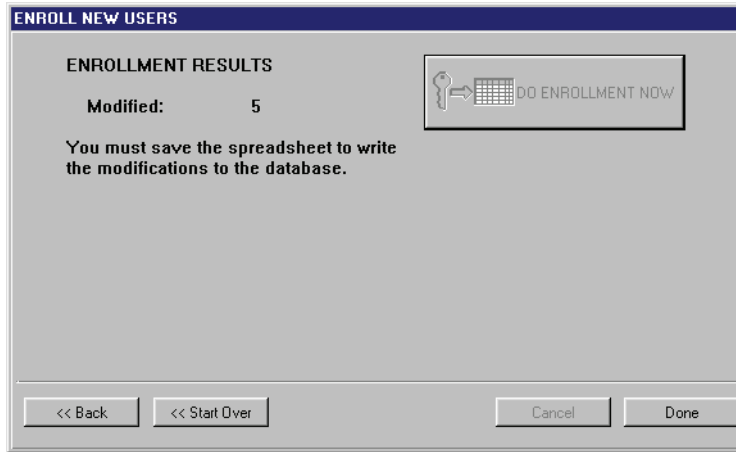 ENROLL NEW USERS
ENROLLMENT RESULTS
Modified: 5
You must save the spreadsheet to write
the modifications to the database.
DO ENROLLMENT NOW
<< Back
<< Start Over
Cancel
Done